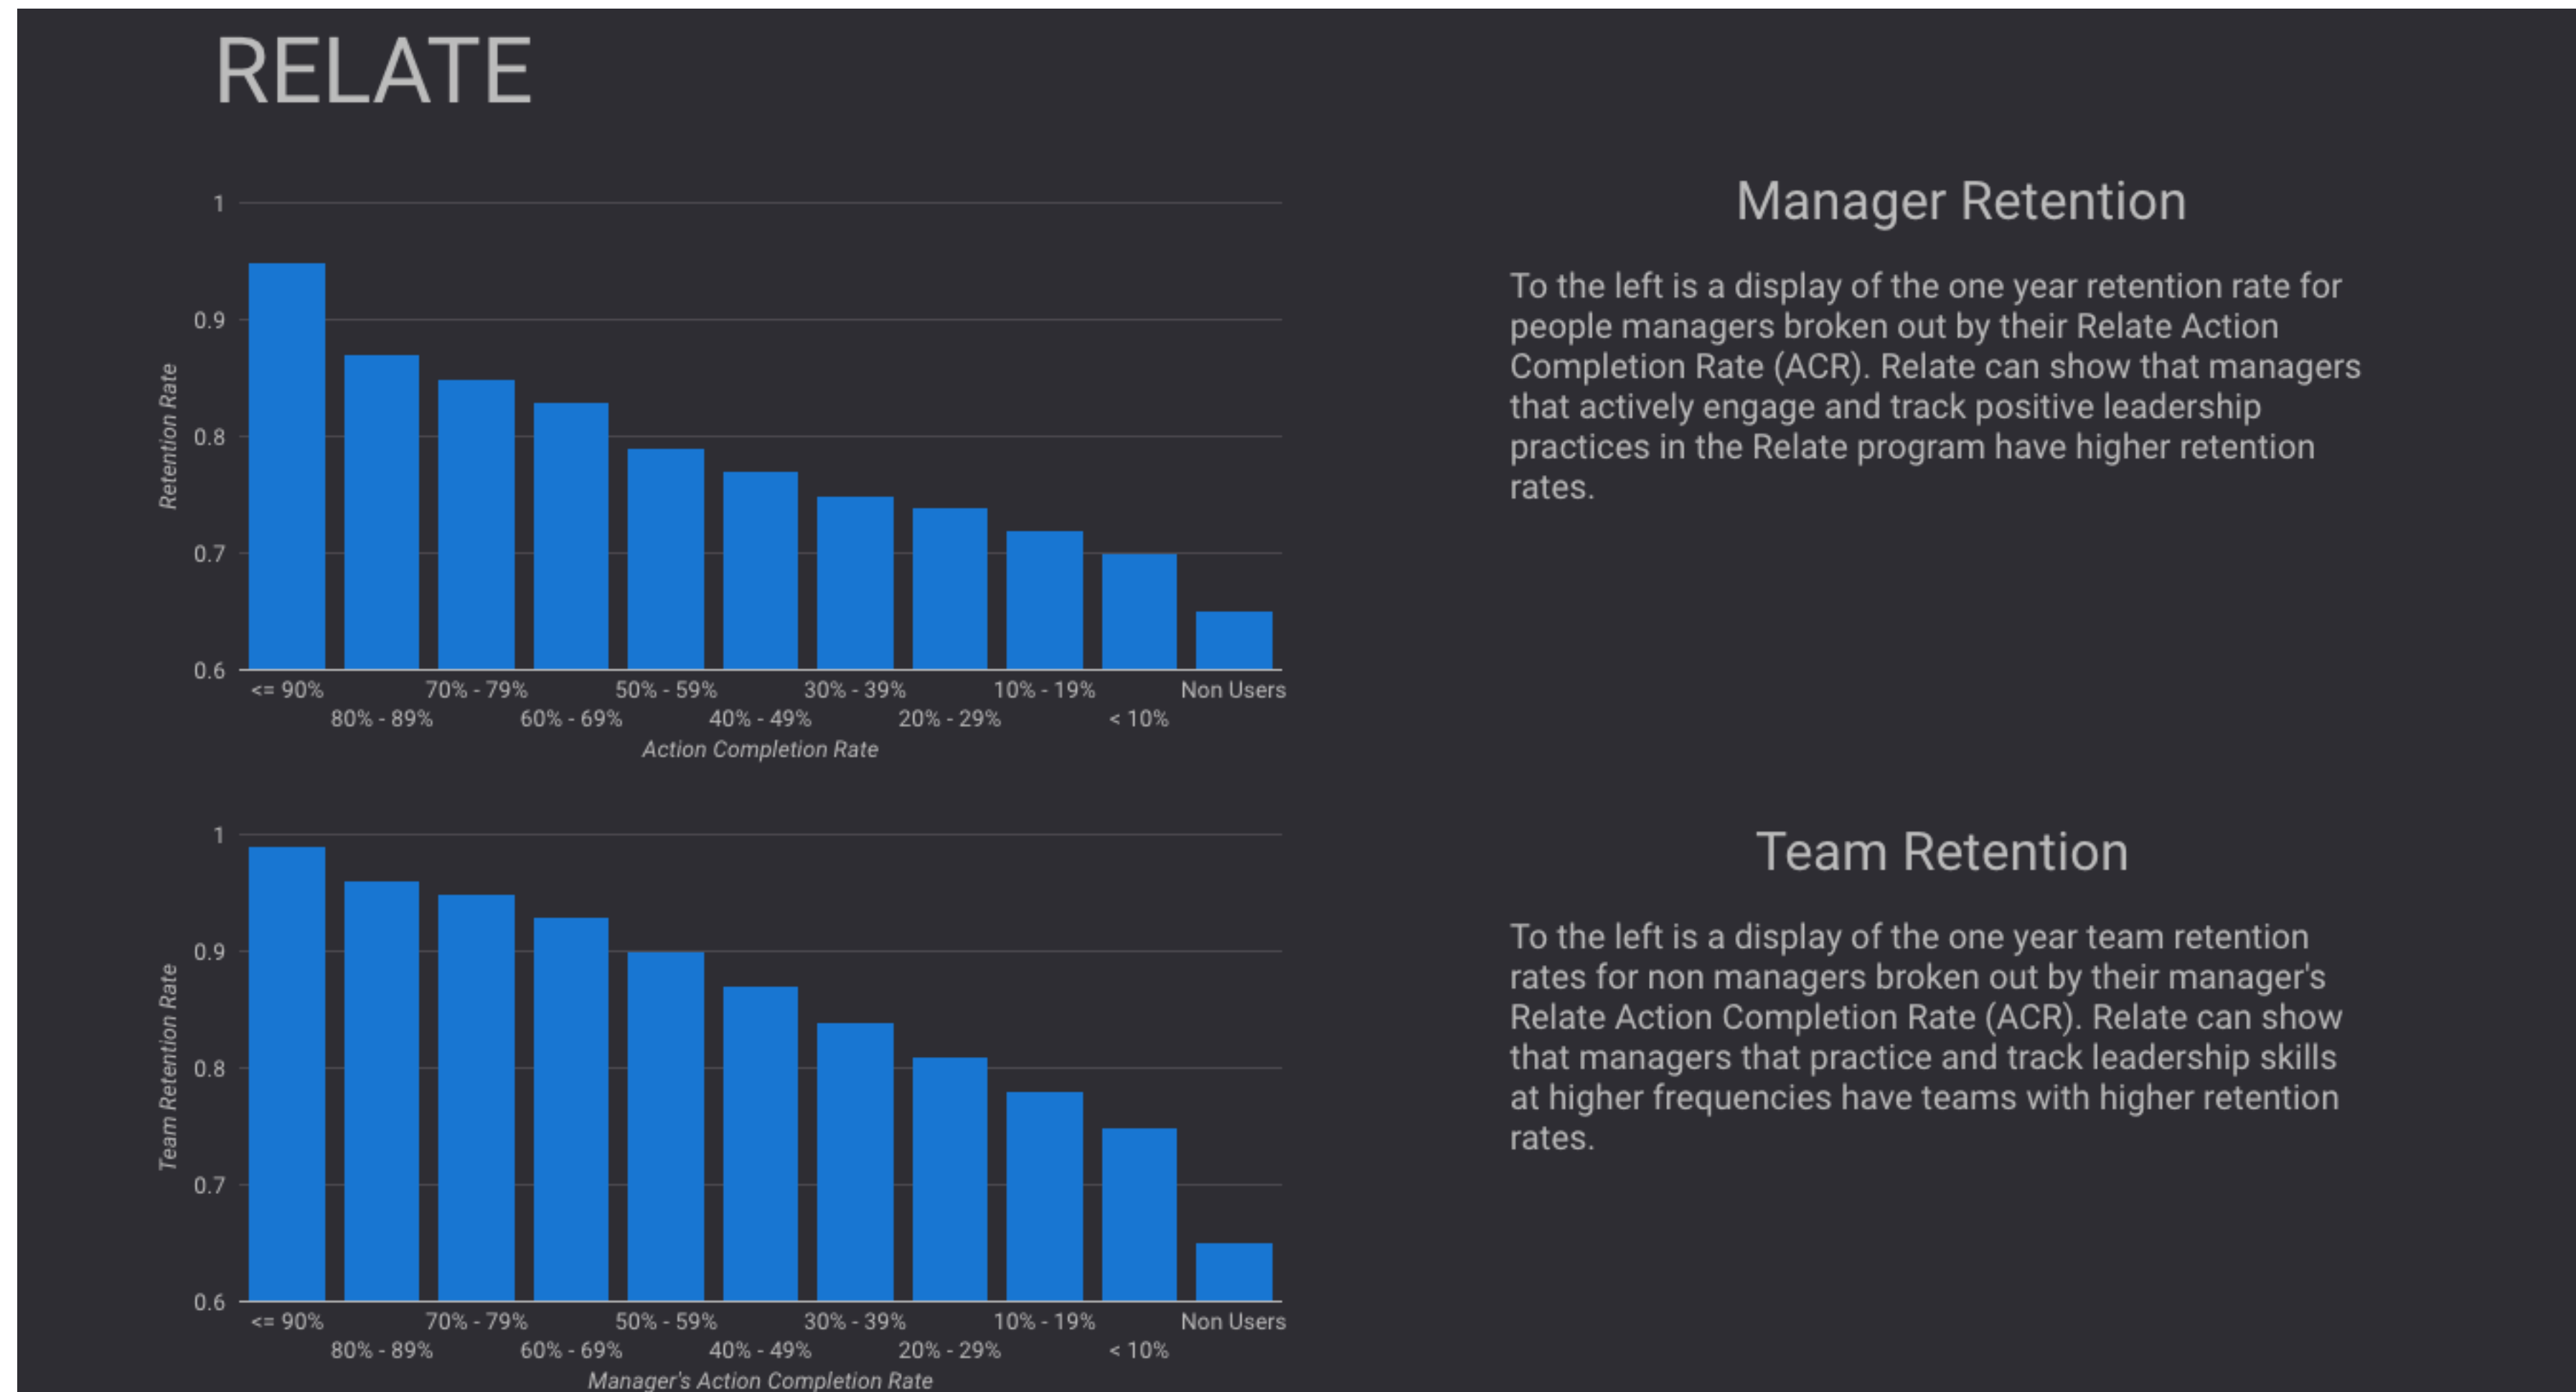 RELATE
1
0.9
0.8
0.7
0.6
Retention Rate
<= 90%
80% - 89%
70% - 79%
60% - 69%
50% - 59%
40% - 49%
30% - 39%
20% - 29%
10% - 19%
< 10%
Non Users
Action Completion Rate
Manager Retention
To the left is a display of the one year retention rate for
people managers broken out by their Relate Action
Completion Rate (ACR). Relate can show that managers
that actively engage and track positive leadership
practices in the Relate program have higher retention
rates.
1
0.9
0.8
0.7
0.6
Team Retention Rate
<= 90%
80% - 89%
70% - 79%
60% - 69%
50% - 59%
40% - 49%
30% - 39%
20% - 29%
10% - 19%
< 10%
Non Users
Manager's Action Completion Rate
Team Retention
To the left is a display of the one year team retention
rates for non managers broken out by their manager's
Relate Action Completion Rate (ACR). Relate can show
that managers that practice and track leadership skills
at higher frequencies have teams with higher retention
rates.